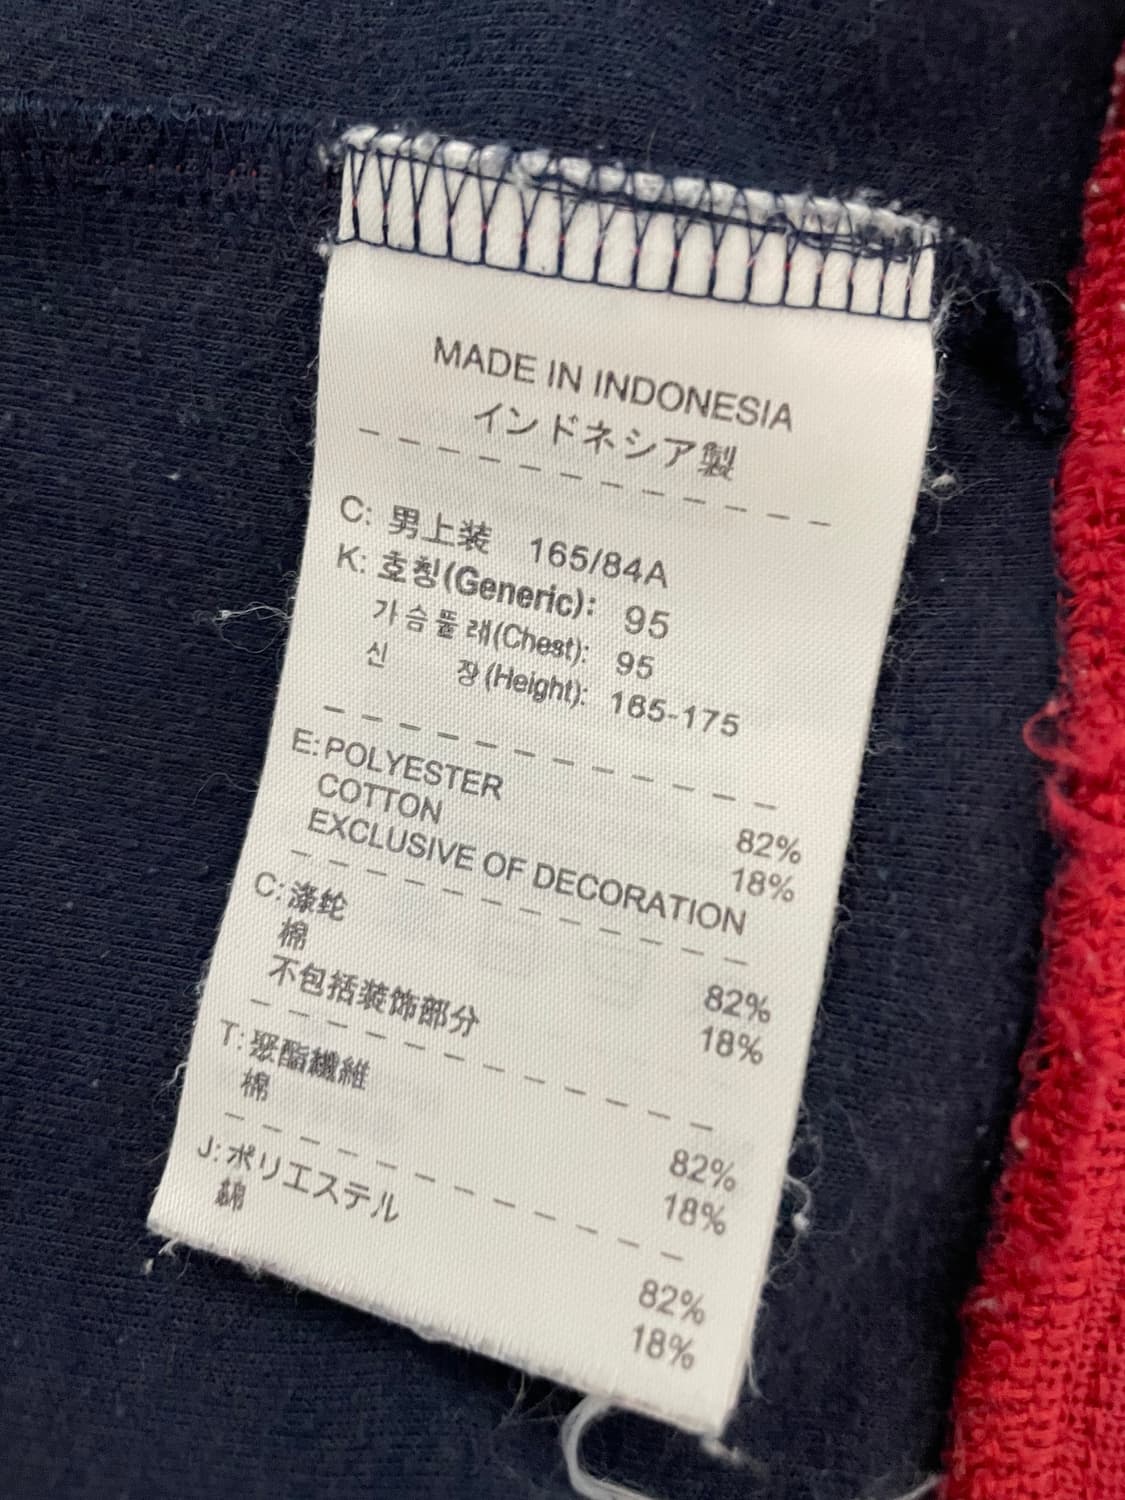 MADE IN INDONESIA
インドネシア製
C: 男上装 165/84A
K: 호칭(Generic): 95
가슴둘레(Chest): 95
신 장(Height): 165-175
E: POLYESTER 82%
COTTON 18%
EXCLUSIVE OF DECORATION
C: 涤纶 82%
棉 18%
不包括装饰部分
T: 聚酯纖維 82%
棉 18%
J: ポリエステル 82%
綿 18%